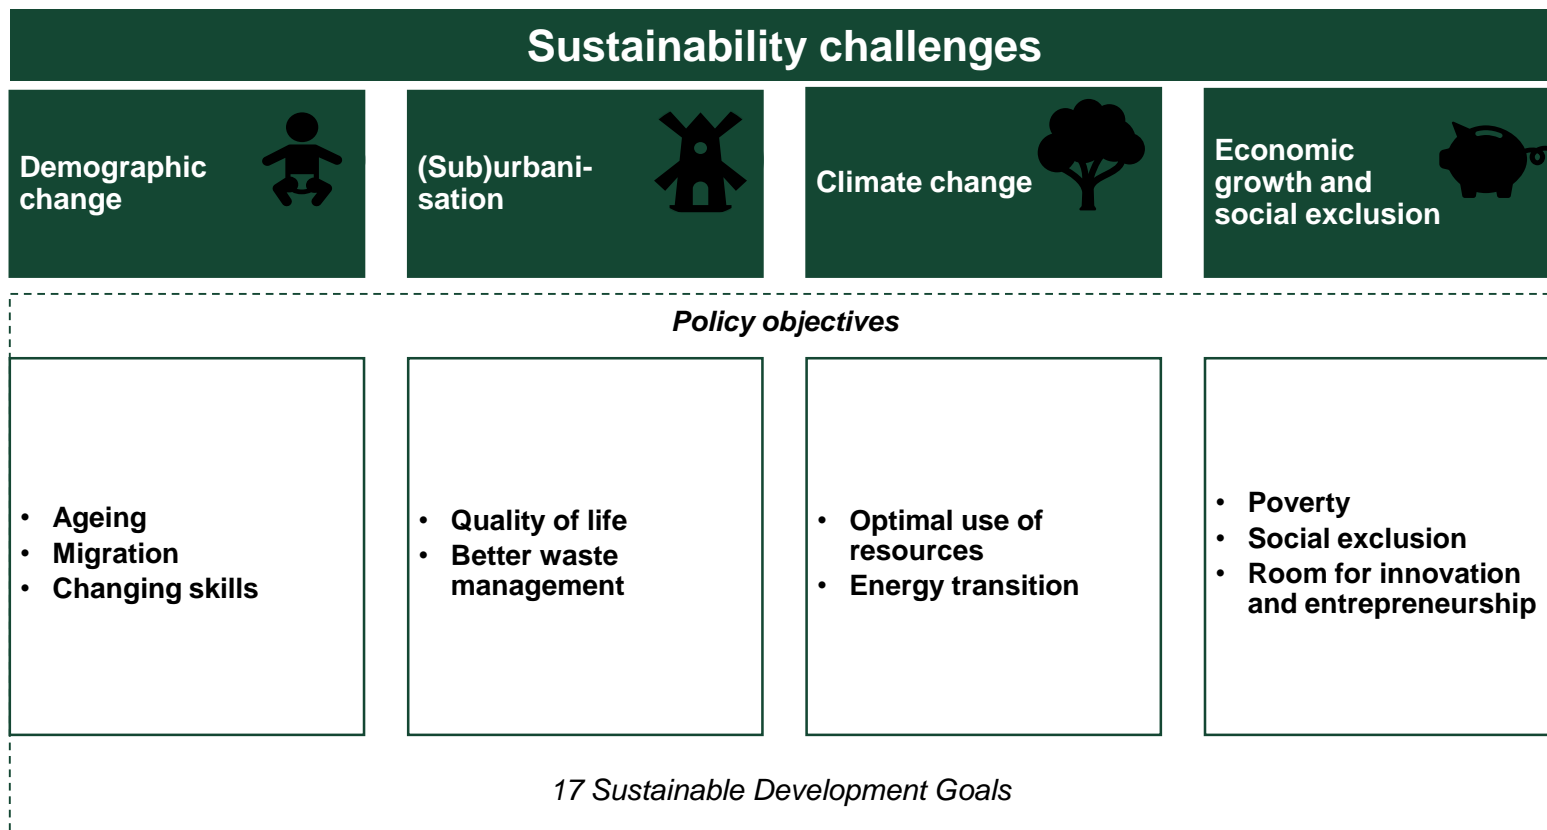 Sustainability challenges
Demographic
change
(Sub)urbani-
sation
Climate change
Economic
growth and
social exclusion
Policy objectives
• Ageing
• Migration
• Changing skills
• Quality of life
• Better waste
management
• Optimal use of
resources
• Energy transition
• Poverty
• Social exclusion
• Room for innovation
and entrepreneurship
17 Sustainable Development Goals